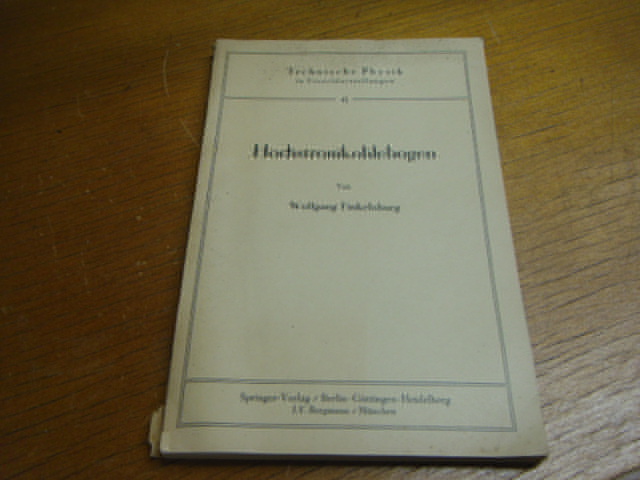 Technische Physik
in Einzeldarstellungen
Hochstromkohlebogen
Von
Wolfgang Finkelnburg
Springer-Verlag / Berlin-Göttingen-Heidelberg
J. F. Bergmann / München